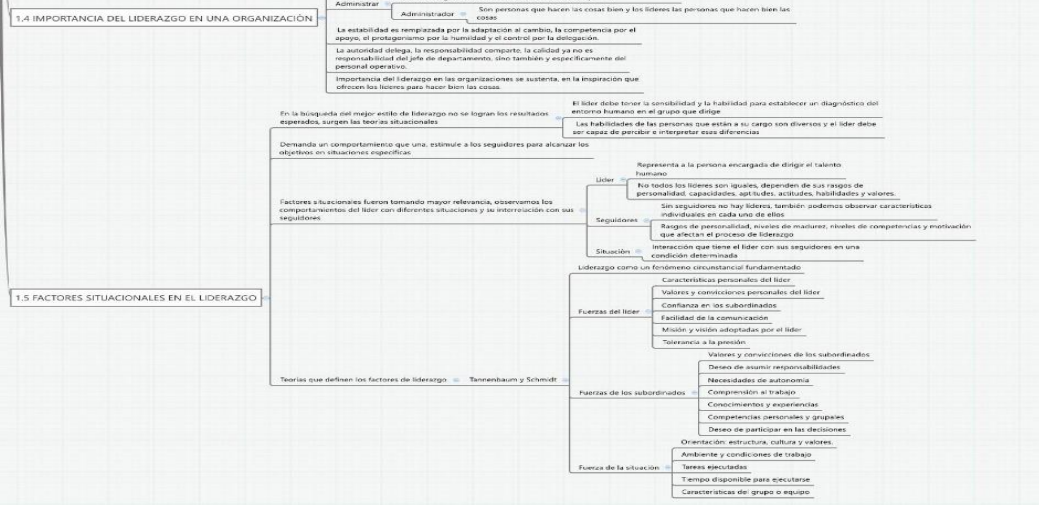 1.4 IMPORTANCIA DEL LIDERAZGO EN UNA ORGANIZACIÓN
Administrar
Administrador
Son personas que hacen las cosas bien y los líderes las personas que hacen bien las
cosas
La estabilidad es remplazada por la adaptación al cambio, la competencia por el
apoyo, el protagonismo por la humildad y el control por la delegación.
La autoridad delega, la responsabilidad comparte, la calidad ya no es
responsabilidad del jefe de departamento, sino también y específicamente del
personal operativo.
Importancia del liderazgo en las organizaciones se sustenta, en la inspiración que
ofrecen los líderes para hacer bien las cosas.
1.5 FACTORES SITUACIONALES EN EL LIDERAZGO
En la búsqueda del mejor estilo de liderazgo no se logran los resultados
esperados, surgen las teorías situacionales
El líder debe tener la sensibilidad y la habilidad para establecer un diagnóstico del
entorno humano en el grupo que dirige
Las habilidades de las personas que están a su cargo son diversos y el líder debe
ser capaz de percibir e interpretar esas diferencias
Demanda un comportamiento que una, estimule a los seguidores para alcanzar los
objetivos en situaciones específicas
Factores situacionales fueron tomando mayor relevancia, observamos los
comportamientos del líder con diferentes situaciones y su interrelación con sus
seguidores
Líder
Representa a la persona encargada de dirigir el talento
humano
No todos los líderes son iguales, dependen de sus rasgos de
personalidad, capacidades, aptitudes, actitudes, habilidades y valores.
Seguidores
Sin seguidores no hay líderes, también podemos observar características
individuales en cada uno de ellos
Rasgos de personalidad, niveles de madurez, niveles de competencias y motivación
que afectan el proceso de liderazgo
Situación
Interacción que tiene el líder con sus seguidores en una
condición determinada
Teorías que definen los factores de liderazgo
Tannenbaum y Schmidt
Liderazgo como un fenómeno circunstancial fundamentado
Fuerzas del líder
Características personales del líder
Valores y convicciones personales del líder
Confianza en los subordinados
Facilidad de la comunicación
Misión y visión adoptadas por el líder
Tolerancia a la presión
Fuerzas de los subordinados
Valores y convicciones de los subordinados
Deseo de asumir responsabilidades
Necesidades de autonomía
Comprensión al trabajo
Conocimientos y experiencias
Competencias personales y grupales
Deseo de participar en las decisiones
Fuerza de la situación
Orientación: estructura, cultura y valores.
Ambiente y condiciones de trabajo
Tareas ejecutadas
Tiempo disponible para ejecutarse
Características del grupo o equipo